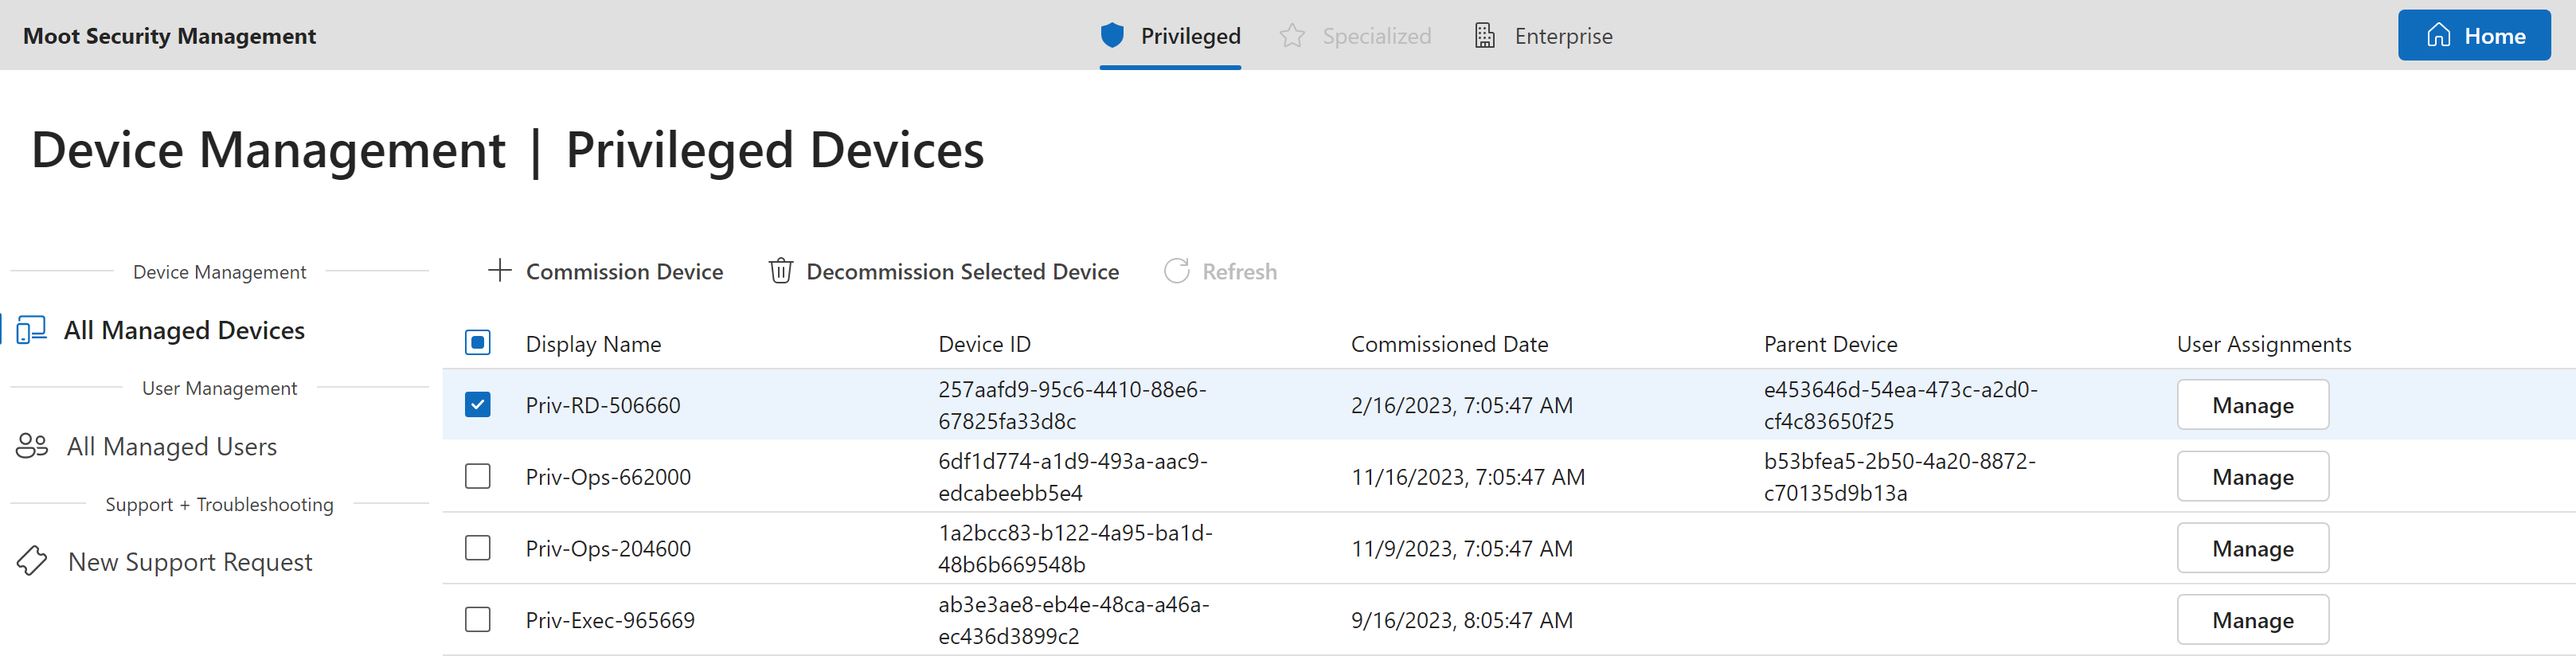 Moot Security Management
Privileged
Specialized
Enterprise
Home
Device Management | Privileged Devices
Device Management
All Managed Devices
User Management
All Managed Users
Support + Troubleshooting
New Support Request
Commission Device
Decommission Selected Device
Refresh
Display Name
Device ID
Commissioned Date
Parent Device
User Assignments
Priv-RD-506660
257aafd9-95c6-4410-88e6-
67825fa33d8c
2/16/2023, 7:05:47 AM
e453646d-54ea-473c-a2d0-
cf4c83650f25
Manage
Priv-Ops-662000
6df1d774-a1d9-493a-aac9-
edcabeebb5e4
11/16/2023, 7:05:47 AM
b53bfea5-2b50-4a20-8872-
c70135d9b13a
Manage
Priv-Ops-204600
1a2bcc83-b122-4a95-ba1d-
48b6b669548b
11/9/2023, 7:05:47 AM
Manage
Priv-Exec-965669
ab3e3ae8-eb4e-48ca-a46a-
ec436d3899c2
9/16/2023, 8:05:47 AM
Manage